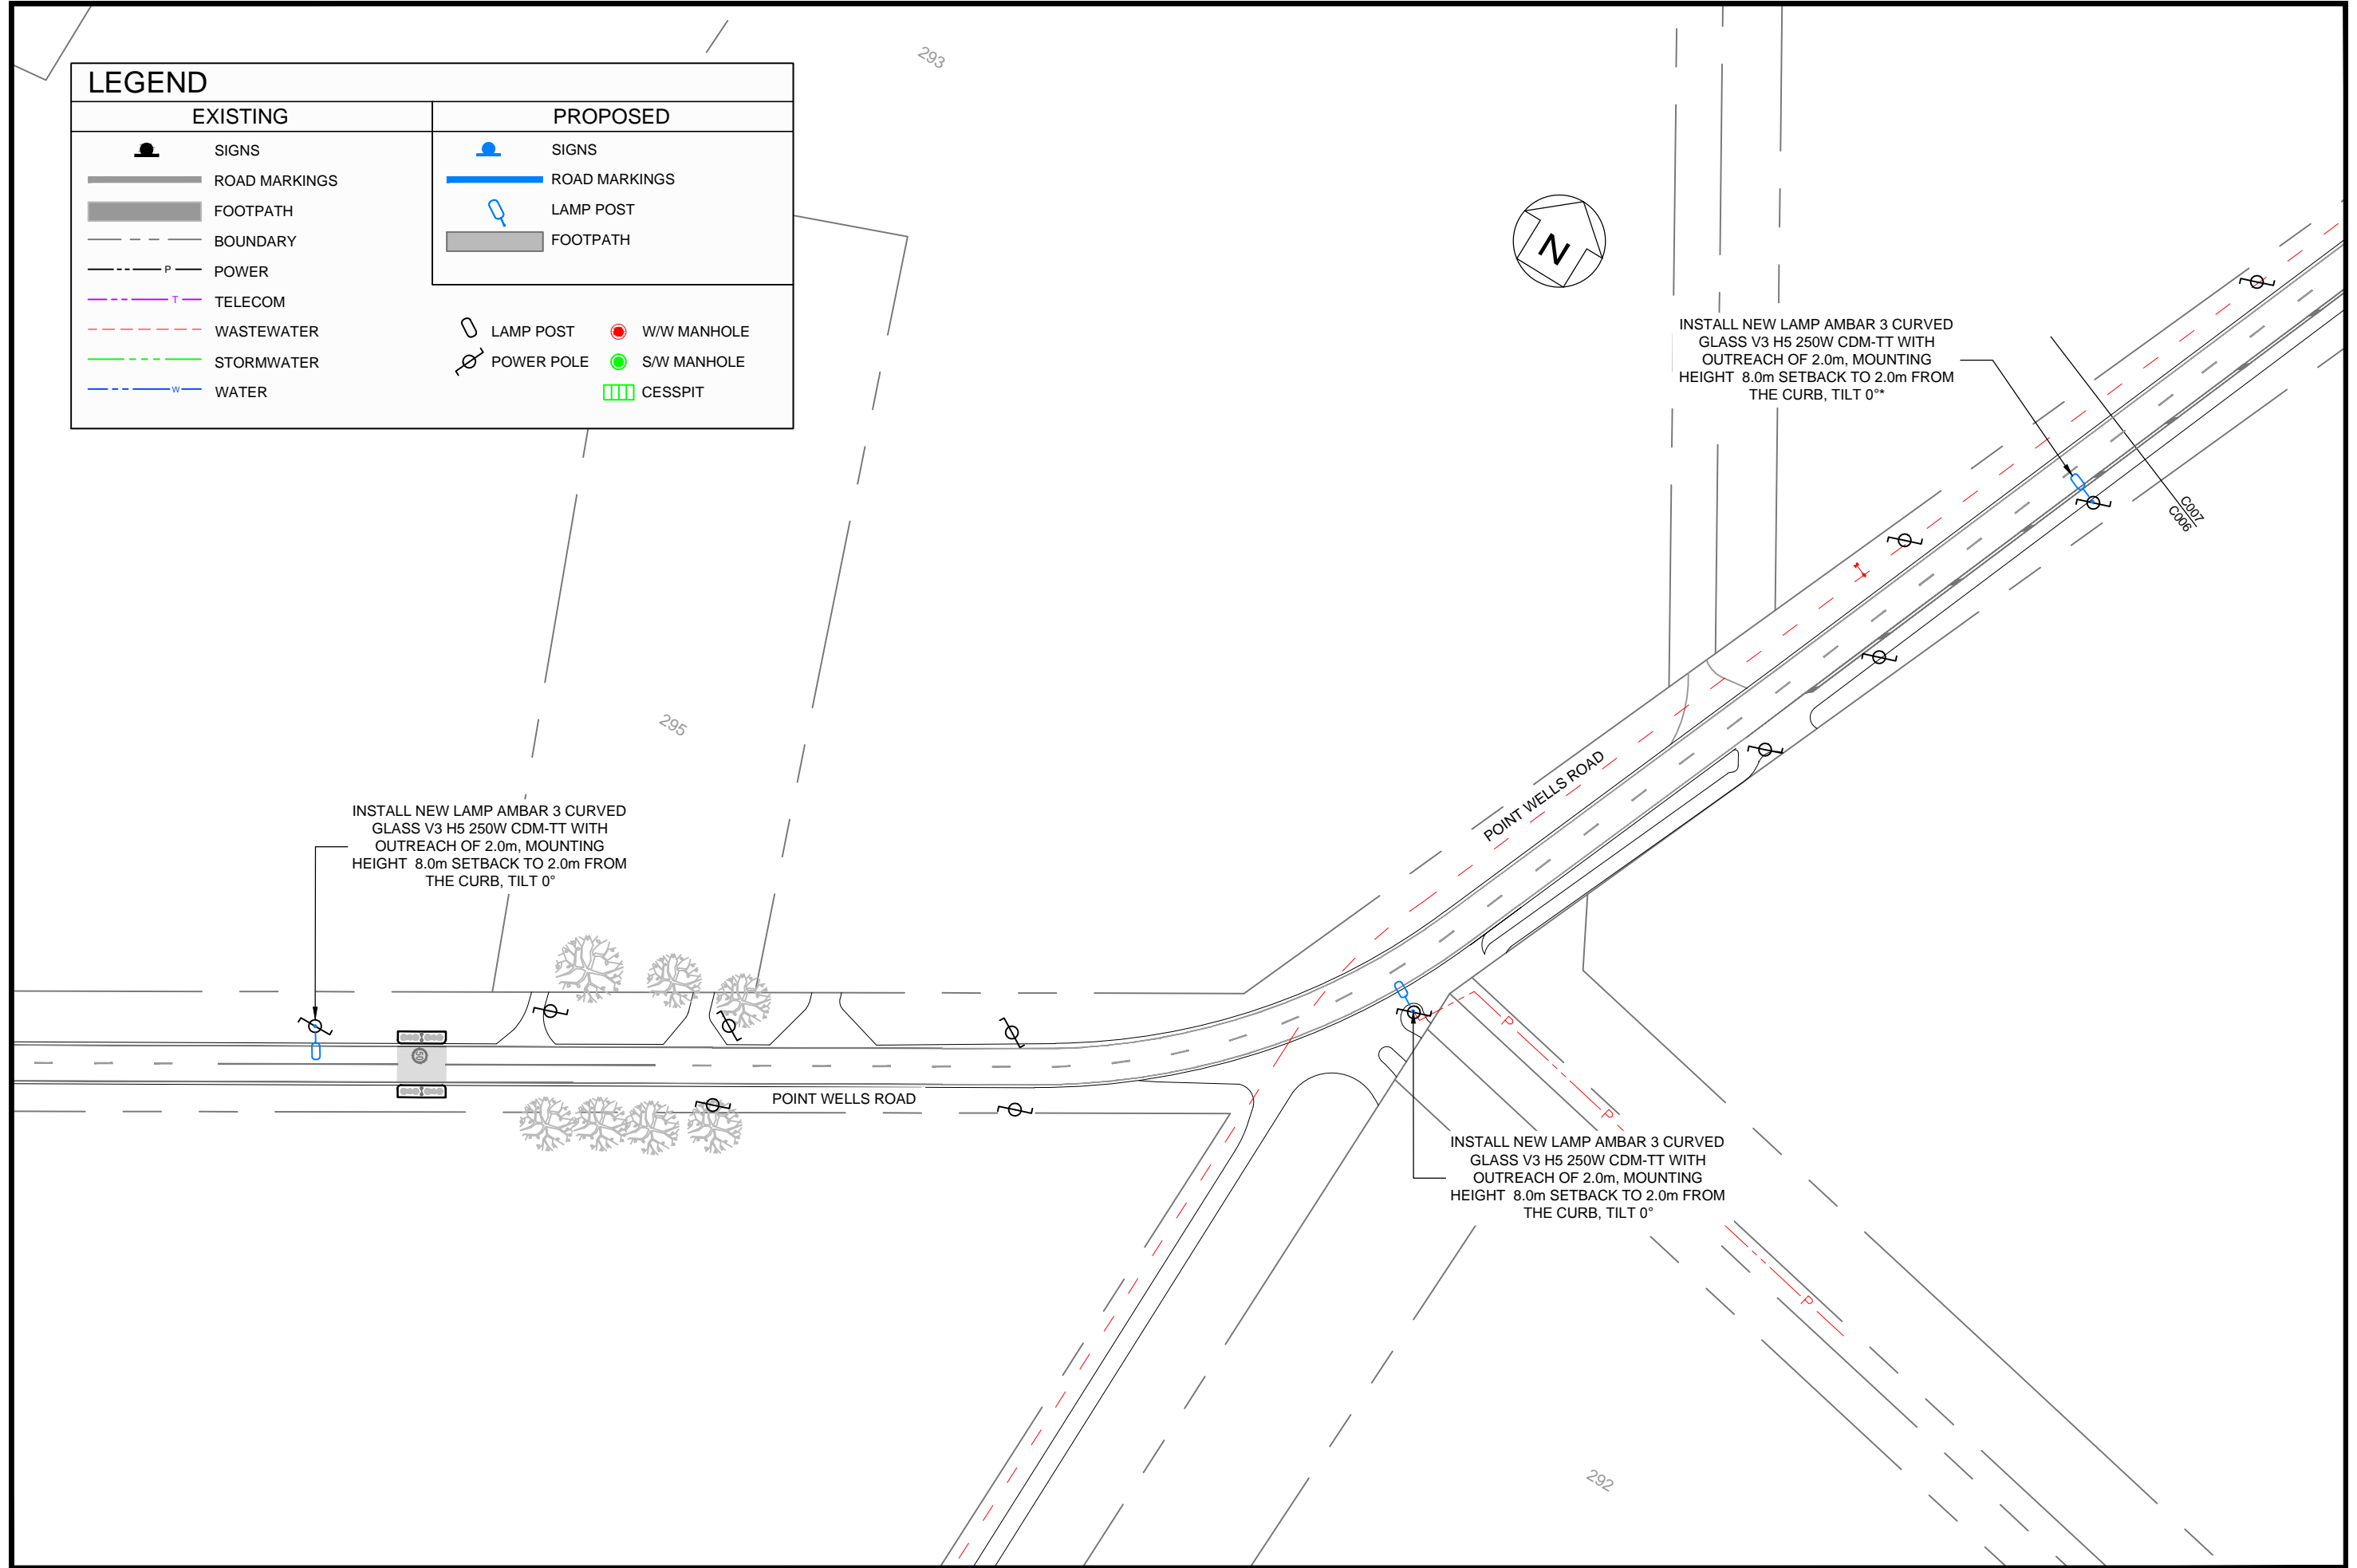 293
LEGEND
EXISTING
PROPOSED
SIGNS
ROAD MARKINGS
FOOTPATH
BOUNDARY
P
POWER
T
TELECOM
WASTEWATER
STORMWATER
W
WATER
SIGNS
ROAD MARKINGS
LAMP POST
FOOTPATH
LAMP POST
W/W MANHOLE
POWER POLE
S/W MANHOLE
CESSPIT
N
INSTALL NEW LAMP AMBAR 3 CURVED
GLASS V3 H5 250W CDM-TT WITH
OUTREACH OF 2.0m, MOUNTING
HEIGHT 8.0m SETBACK TO 2.0m FROM
THE CURB, TILT 0°*
C007
C006
295
POINT WELLS ROAD
INSTALL NEW LAMP AMBAR 3 CURVED
GLASS V3 H5 250W CDM-TT WITH
OUTREACH OF 2.0m, MOUNTING
HEIGHT 8.0m SETBACK TO 2.0m FROM
THE CURB, TILT 0°
50
POINT WELLS ROAD
P
P
INSTALL NEW LAMP AMBAR 3 CURVED
GLASS V3 H5 250W CDM-TT WITH
OUTREACH OF 2.0m, MOUNTING
HEIGHT 8.0m SETBACK TO 2.0m FROM
THE CURB, TILT 0°
P
292